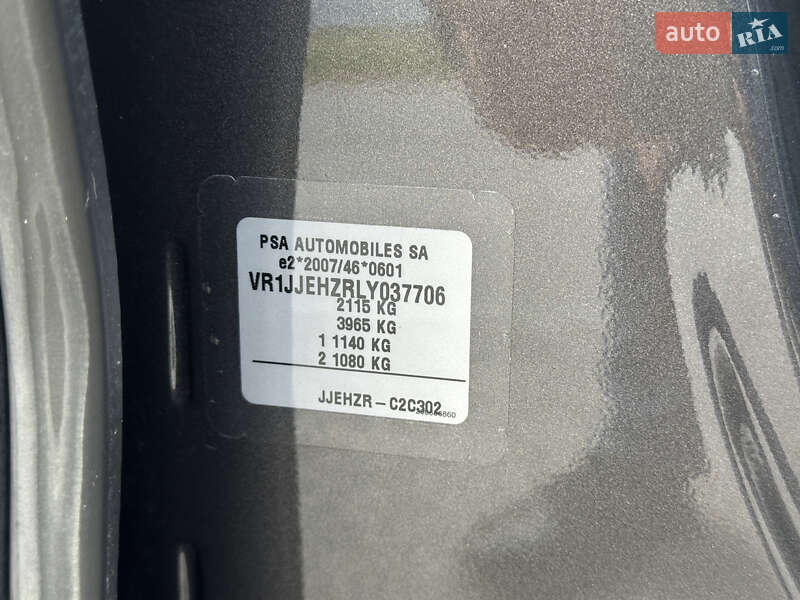 auto RIA .com
PSA AUTOMOBILES SA
e2*2007/46*0601
VR1JJEHZRLY037706
2115 KG
3965 KG
1 1140 KG
2 1080 KG
JJEHZR – C2C302